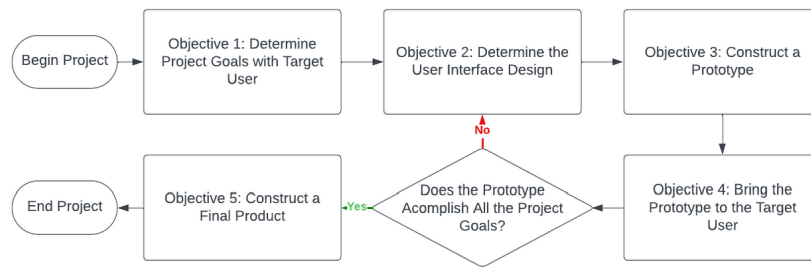 Begin Project
Objective 1: Determine
Project Goals with Target
User
Objective 2: Determine the
User Interface Design
Objective 3: Construct a
Prototype
No
End Project
Objective 5: Construct a
Final Product
Yes
Does the Prototype
Acomplish All the Project
Goals?
Objective 4: Bring the
Prototype to the Target
User